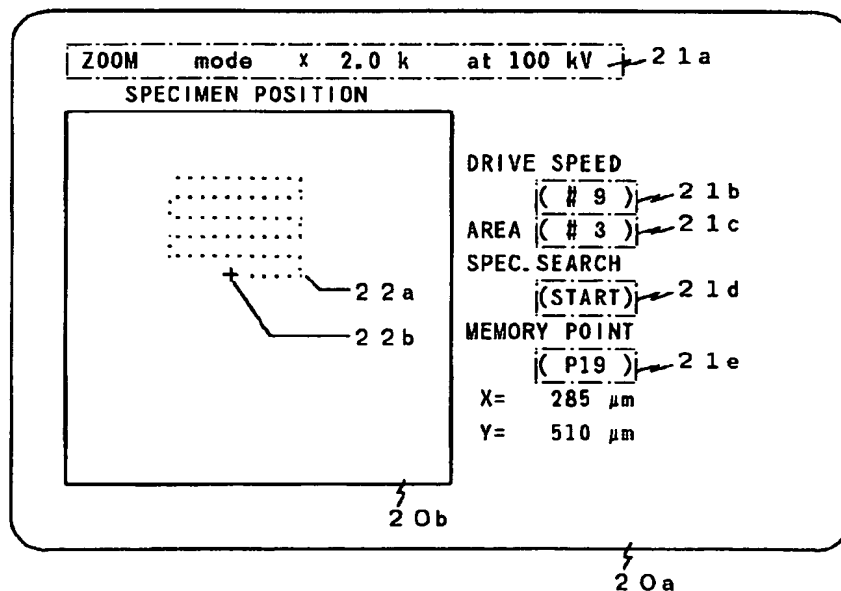 ZOOM mode x 2.0 k at 100 kV 21a
SPECIMEN POSITION
DRIVE SPEED
( # 9 ) 21b
AREA ( # 3 ) 21c
SPEC. SEARCH
(START) 21d
22a
22b
MEMORY POINT
( P19 ) 21e
X= 285 μm
Y= 510 μm
20b
20a